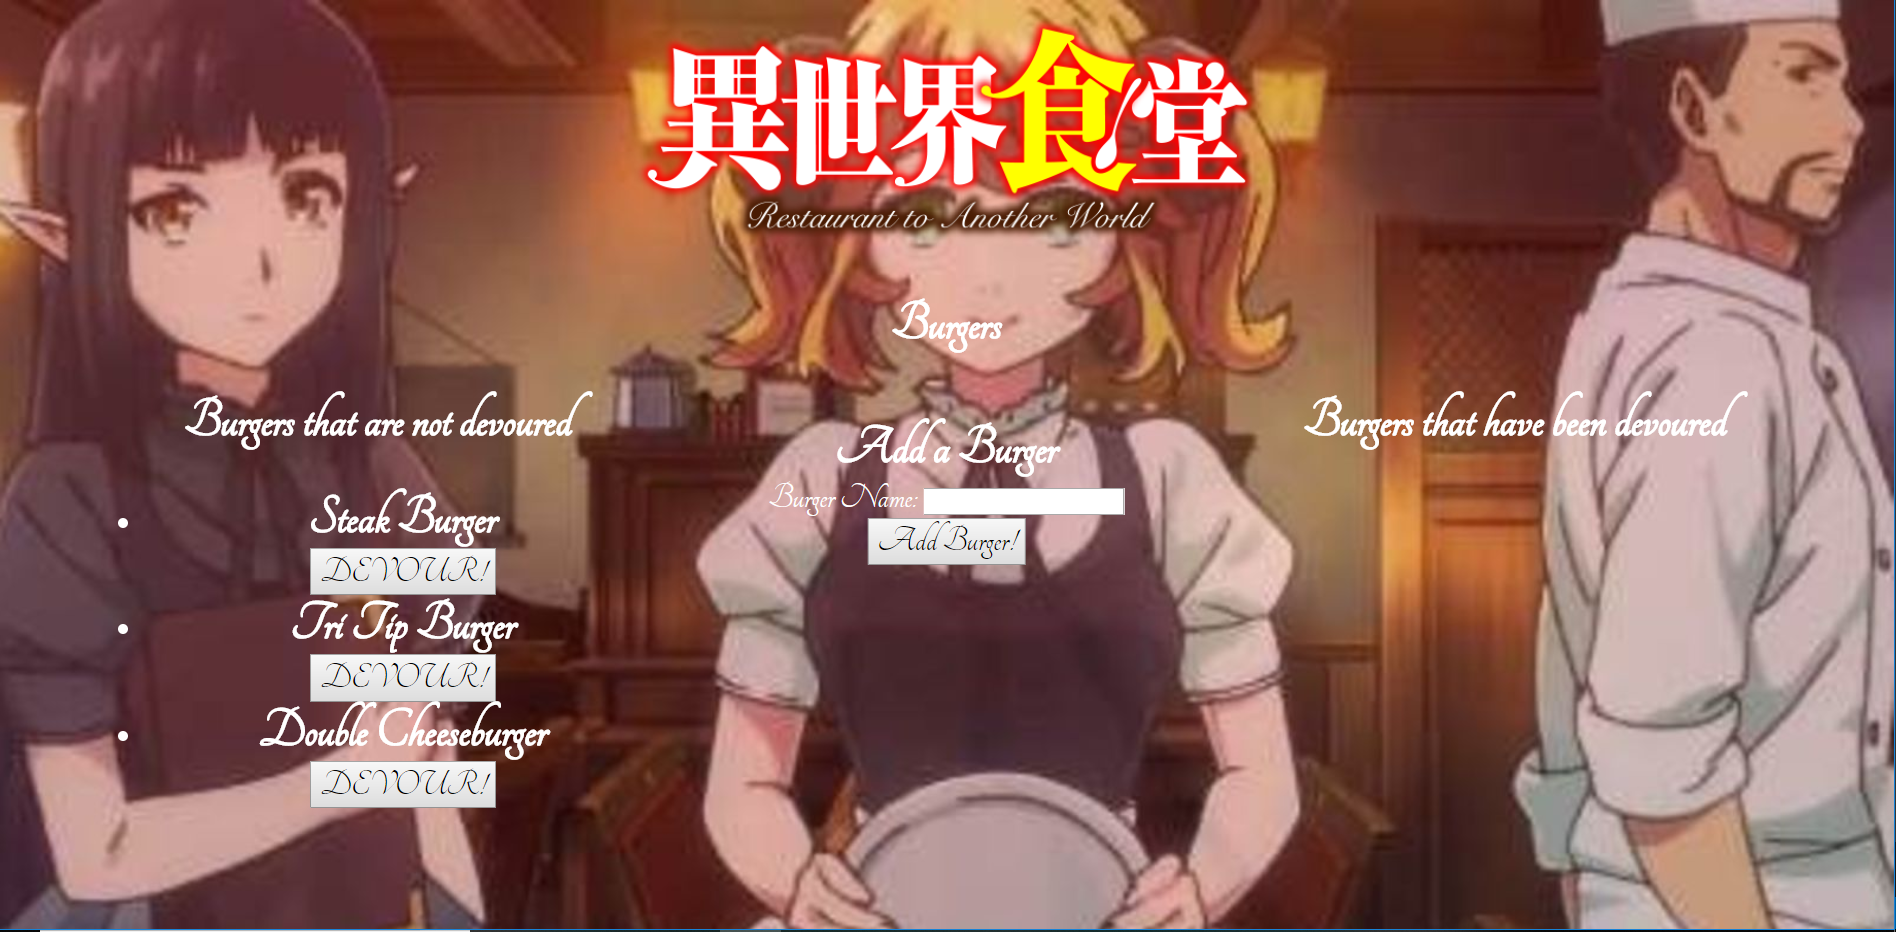 異世界食堂
Restaurant to Another World
Burgers
Burgers that are not devoured
Steak Burger
DEVOUR!
Tri Tip Burger
DEVOUR!
Double Cheeseburger
DEVOUR!
Add a Burger
Burger Name:
Add Burger!
Burgers that have been devoured